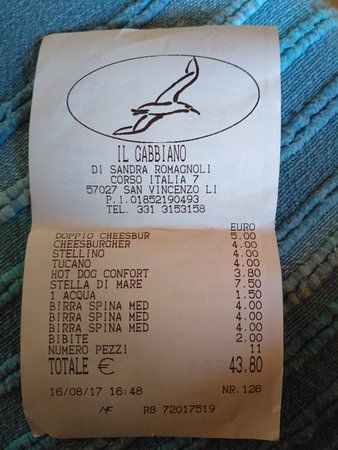 IL GABBIANO
DI SANDRA ROMAGNOLI
CORSO ITALIA 7
57027 SAN VINCENZO LI
P.I.01852190493
TEL. 331 3153158
EURO
DOPPIO CHEESBUR 5.00
CHEESBURGHER 4.00
STELLINO 4.00
TUCANO 4.00
HOT DOG CONFORT 3.80
STELLA DI MARE 7.50
1 ACQUA 1.50
BIRRA SPINA MED 4.00
BIRRA SPINA MED 4.00
BIRRA SPINA MED 4.00
BIBITE 2.00
NUMERO PEZZI 11
TOTALE € 43.80
16/08/17 16:48 NR.126
MF R8 72017519